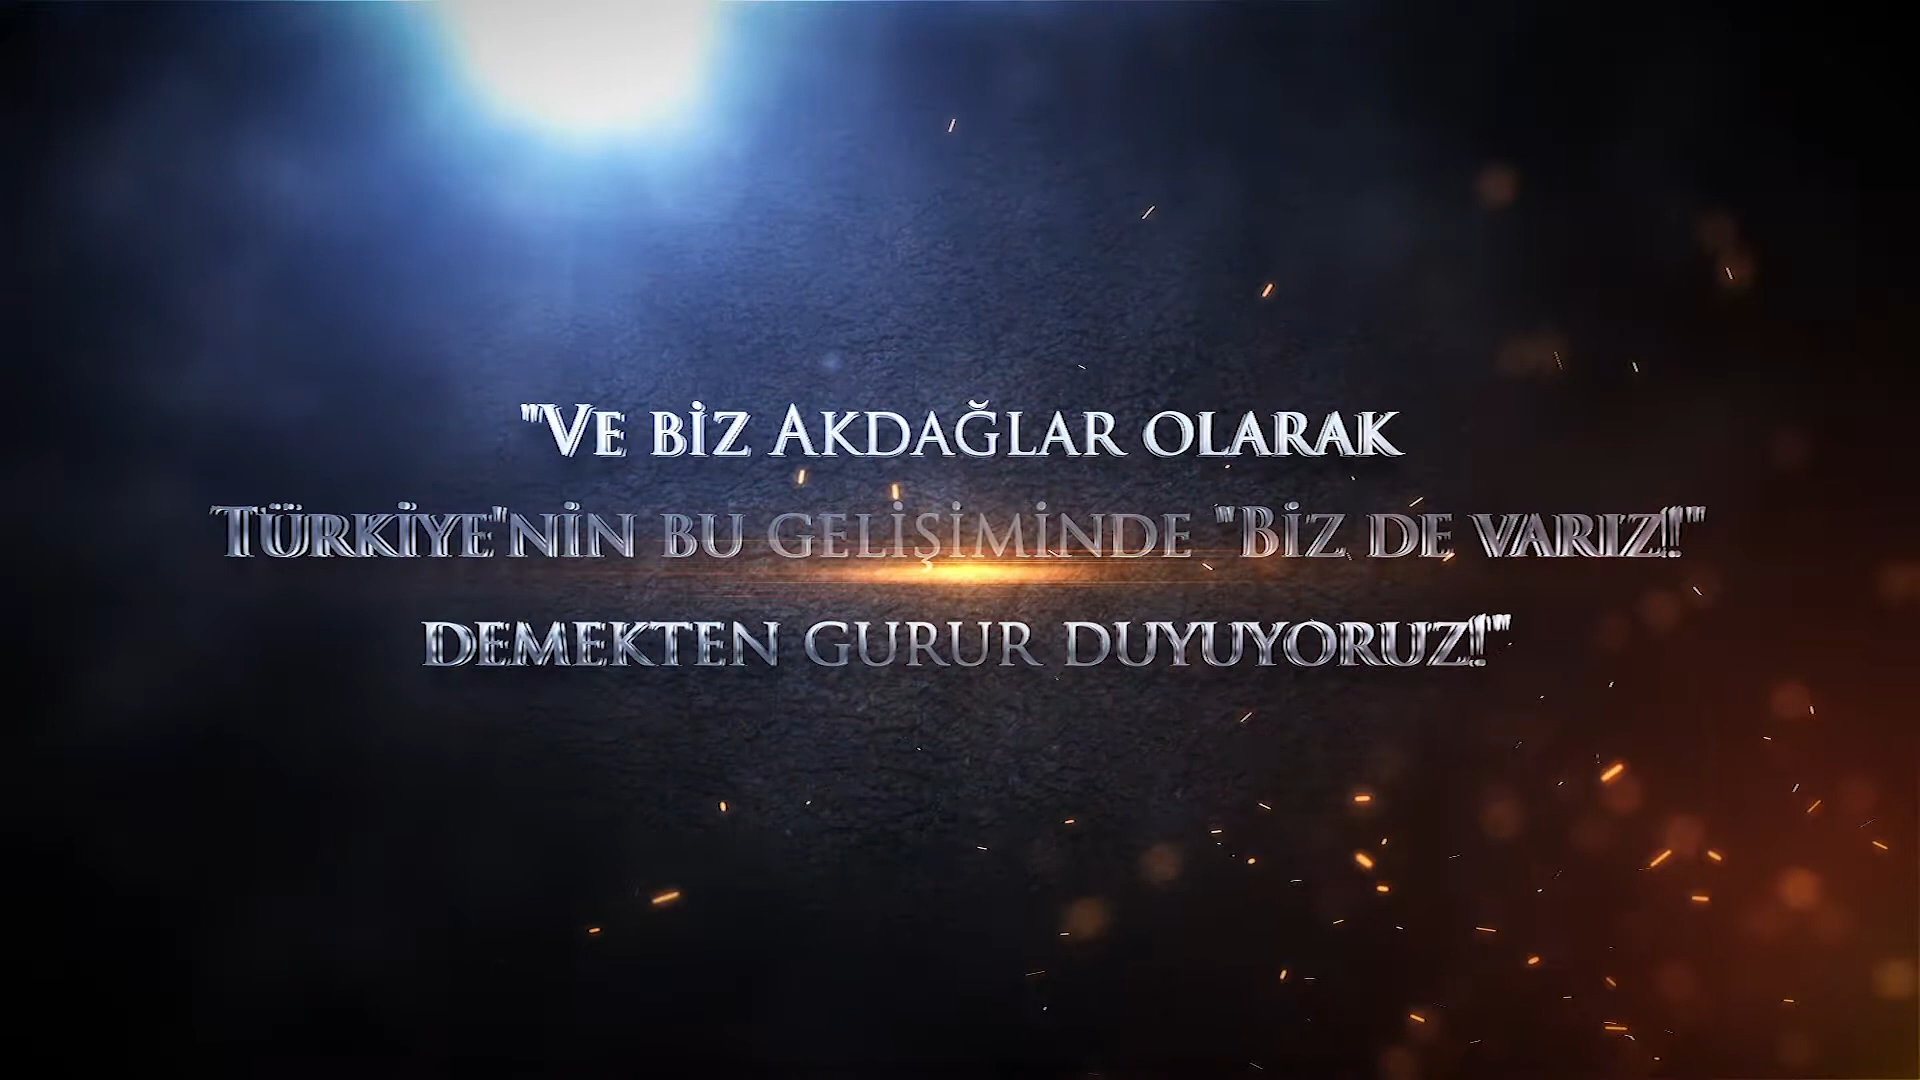 "Ve biz Akdağlar olarak
Türkiye"nin bu gelişiminde "Biz de varız!!"
demekten gurur duyuyoruz!"